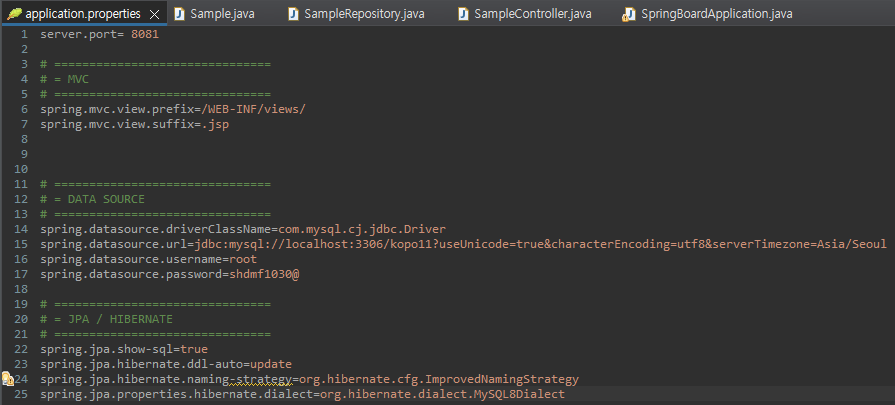 application.properties Sample.java SampleRepository.java SampleController.java SpringBoardApplication.java
1 server.port= 8081
2
3 # ===============================
4 # = MVC
5 # ===============================
6 spring.mvc.view.prefix=/WEB-INF/views/
7 spring.mvc.view.suffix=.jsp
8
9
10
11 # ===============================
12 # = DATA SOURCE
13 # ===============================
14 spring.datasource.driverClassName=com.mysql.cj.jdbc.Driver
15 spring.datasource.url=jdbc:mysql://localhost:3306/kopo11?useUnicode=true&characterEncoding=utf8&serverTimezone=Asia/Seoul
16 spring.datasource.username=root
17 spring.datasource.password=shdmf1030@
18
19 # ===============================
20 # = JPA / HIBERNATE
21 # ===============================
22 spring.jpa.show-sql=true
23 spring.jpa.hibernate.ddl-auto=update
24 spring.jpa.hibernate.naming-strategy=org.hibernate.cfg.ImprovedNamingStrategy
25 spring.jpa.properties.hibernate.dialect=org.hibernate.dialect.MySQL8Dialect